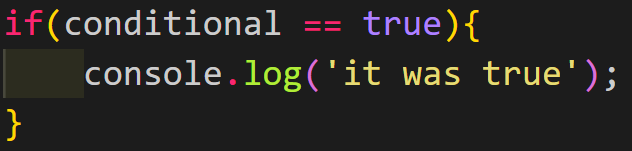 if(conditional == true){
    console.log('it was true');
}